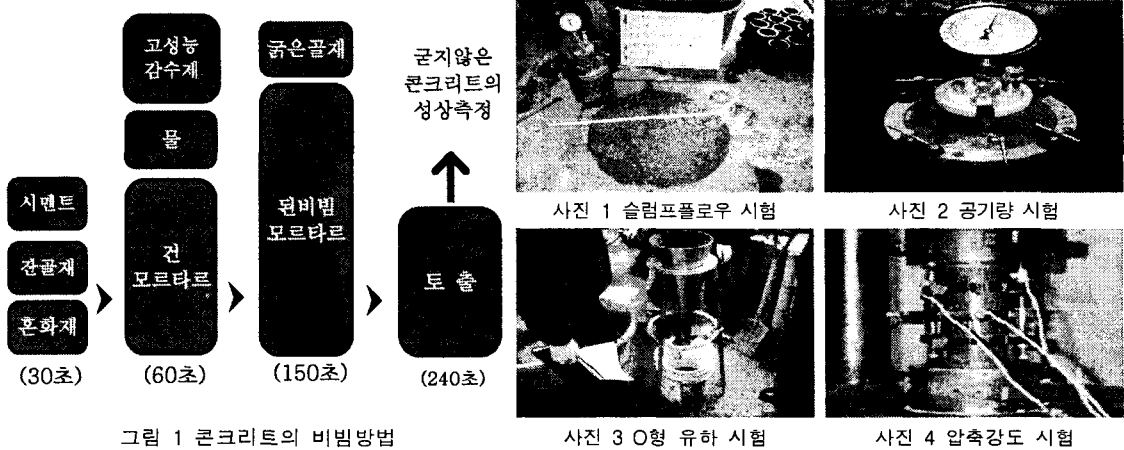 시멘트
잔골재
혼화재
(30초)
고성능
감수제
물
건
모르타르
(60초)
굵은골재
된비빔
모르타르
(150초)
굳지않은
콘크리트의
성상측정
토 출
(240초)
그림 1 콘크리트의 비빔방법
사진 1 슬럼프플로우 시험
사진 2 공기량 시험
사진 3 O형 유하 시험
사진 4 압축강도 시험